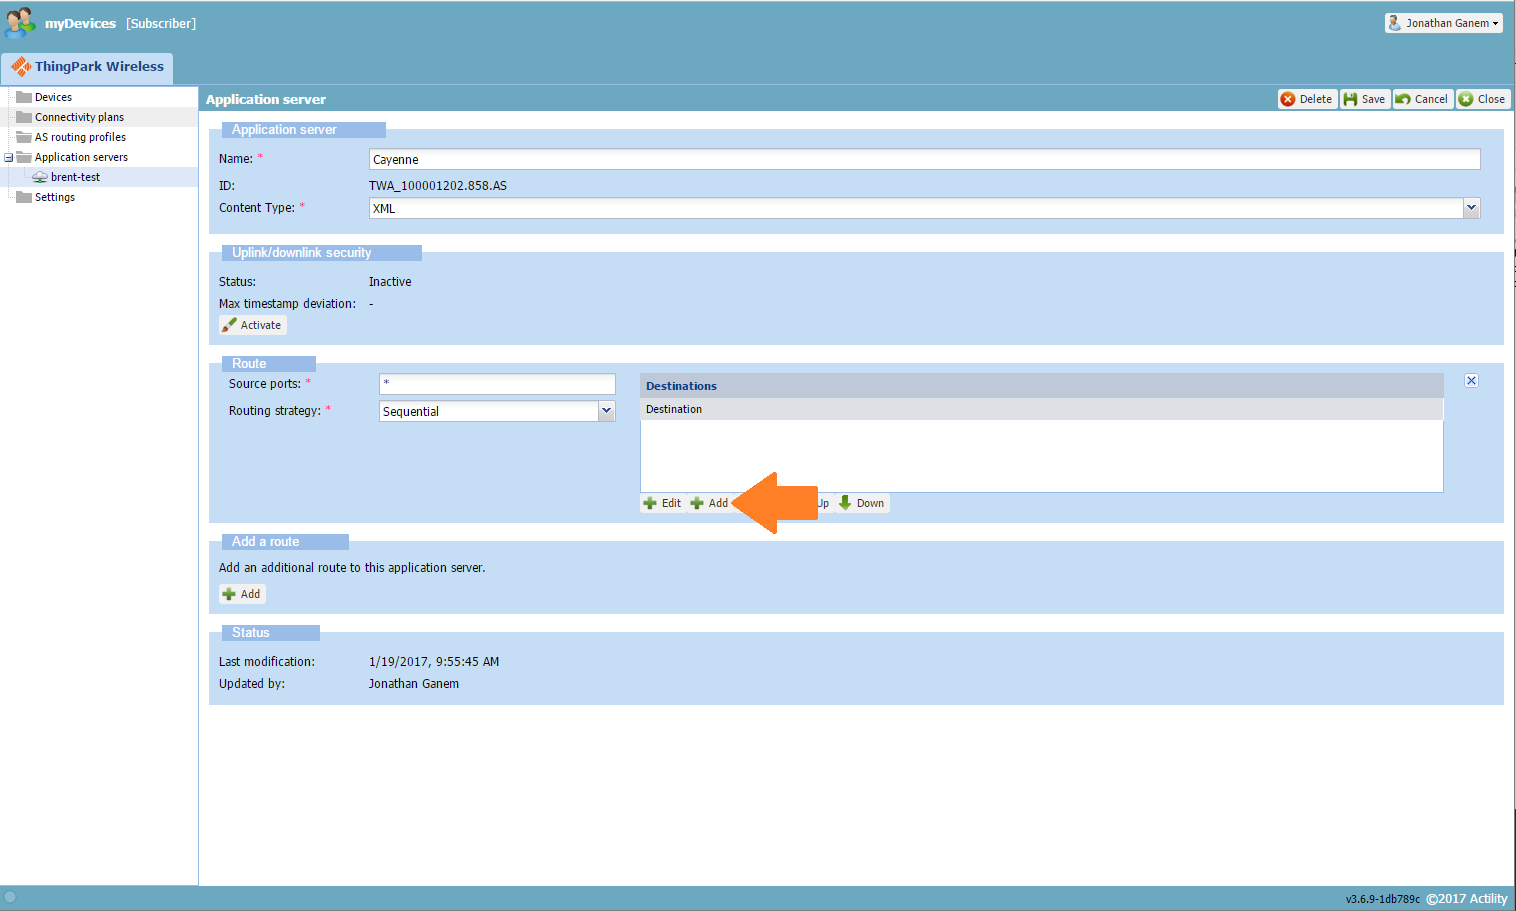 myDevices [Subscriber]
Jonathan Ganem
ThingPark Wireless
Devices
Connectivity plans
AS routing profiles
Application servers
brent-test
Settings
Application server
Delete Save Cancel Close
Application server
Name: * Cayenne
ID: TWA_100001202.858.AS
Content Type: * XML
Uplink/downlink security
Status: Inactive
Max timestamp deviation: -
Activate
Route
Source ports: * *
Routing strategy: * Sequential
Destinations
Destination
Edit Add Up Down
Add a route
Add an additional route to this application server.
Add
Status
Last modification: 1/19/2017, 9:55:45 AM
Updated by: Jonathan Ganem
v3.6.9-1db789c ©2017 Actility